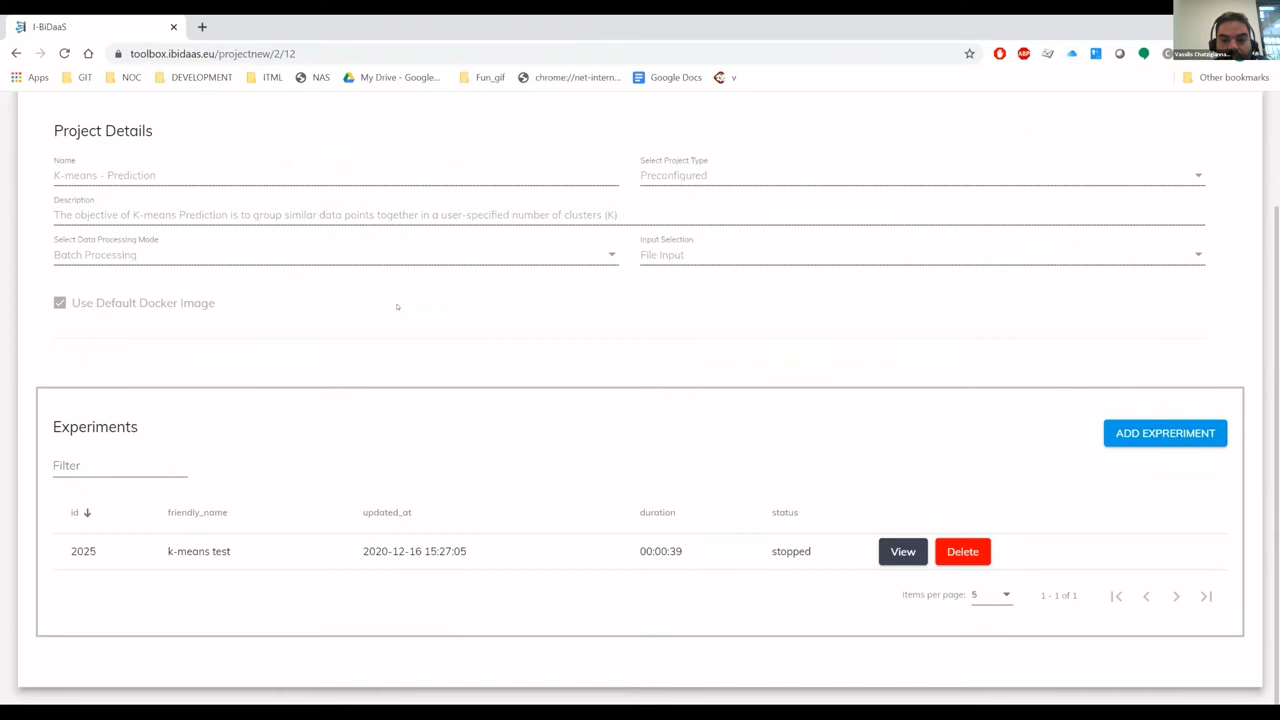 I-BiDaaS
toolbox.ibidaas.eu/projectnew/2/12
Apps GIT NOC DEVELOPMENT ITML NAS My Drive - Google... Fun_gif chrome://net-intern... Google Docs v Other bookmarks
Project Details
Name
K-means - Prediction
Select Project Type
Preconfigured
Description
The objective of K-means Prediction is to group similar data points together in a user-specified number of clusters (K)
Select Data Processing Mode
Batch Processing
Input Selection
File Input
Use Default Docker Image
Experiments
ADD EXPRERIMENT
Filter
id friendly_name updated_at duration status
2025 k-means test 2020-12-16 15:27:05 00:00:39 stopped View Delete
Items per page: 5 1 - 1 of 1